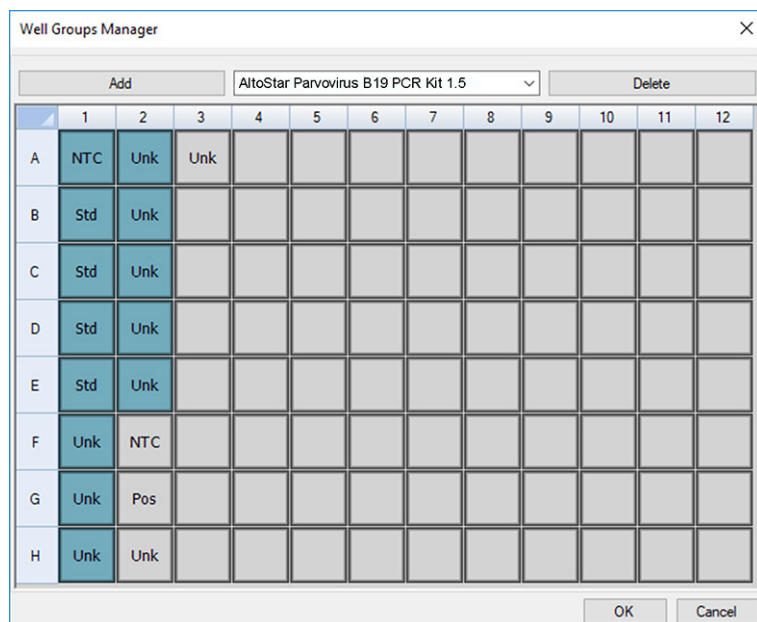 Well Groups Manager
Add AltoStar Parvovirus B19 PCR Kit 1.5 Delete
1 2 3 4 5 6 7 8 9 10 11 12
A NTC Unk Unk
B Std Unk
C Std Unk
D Std Unk
E Std Unk
F Unk NTC
G Unk Pos
H Unk Unk
OK Cancel